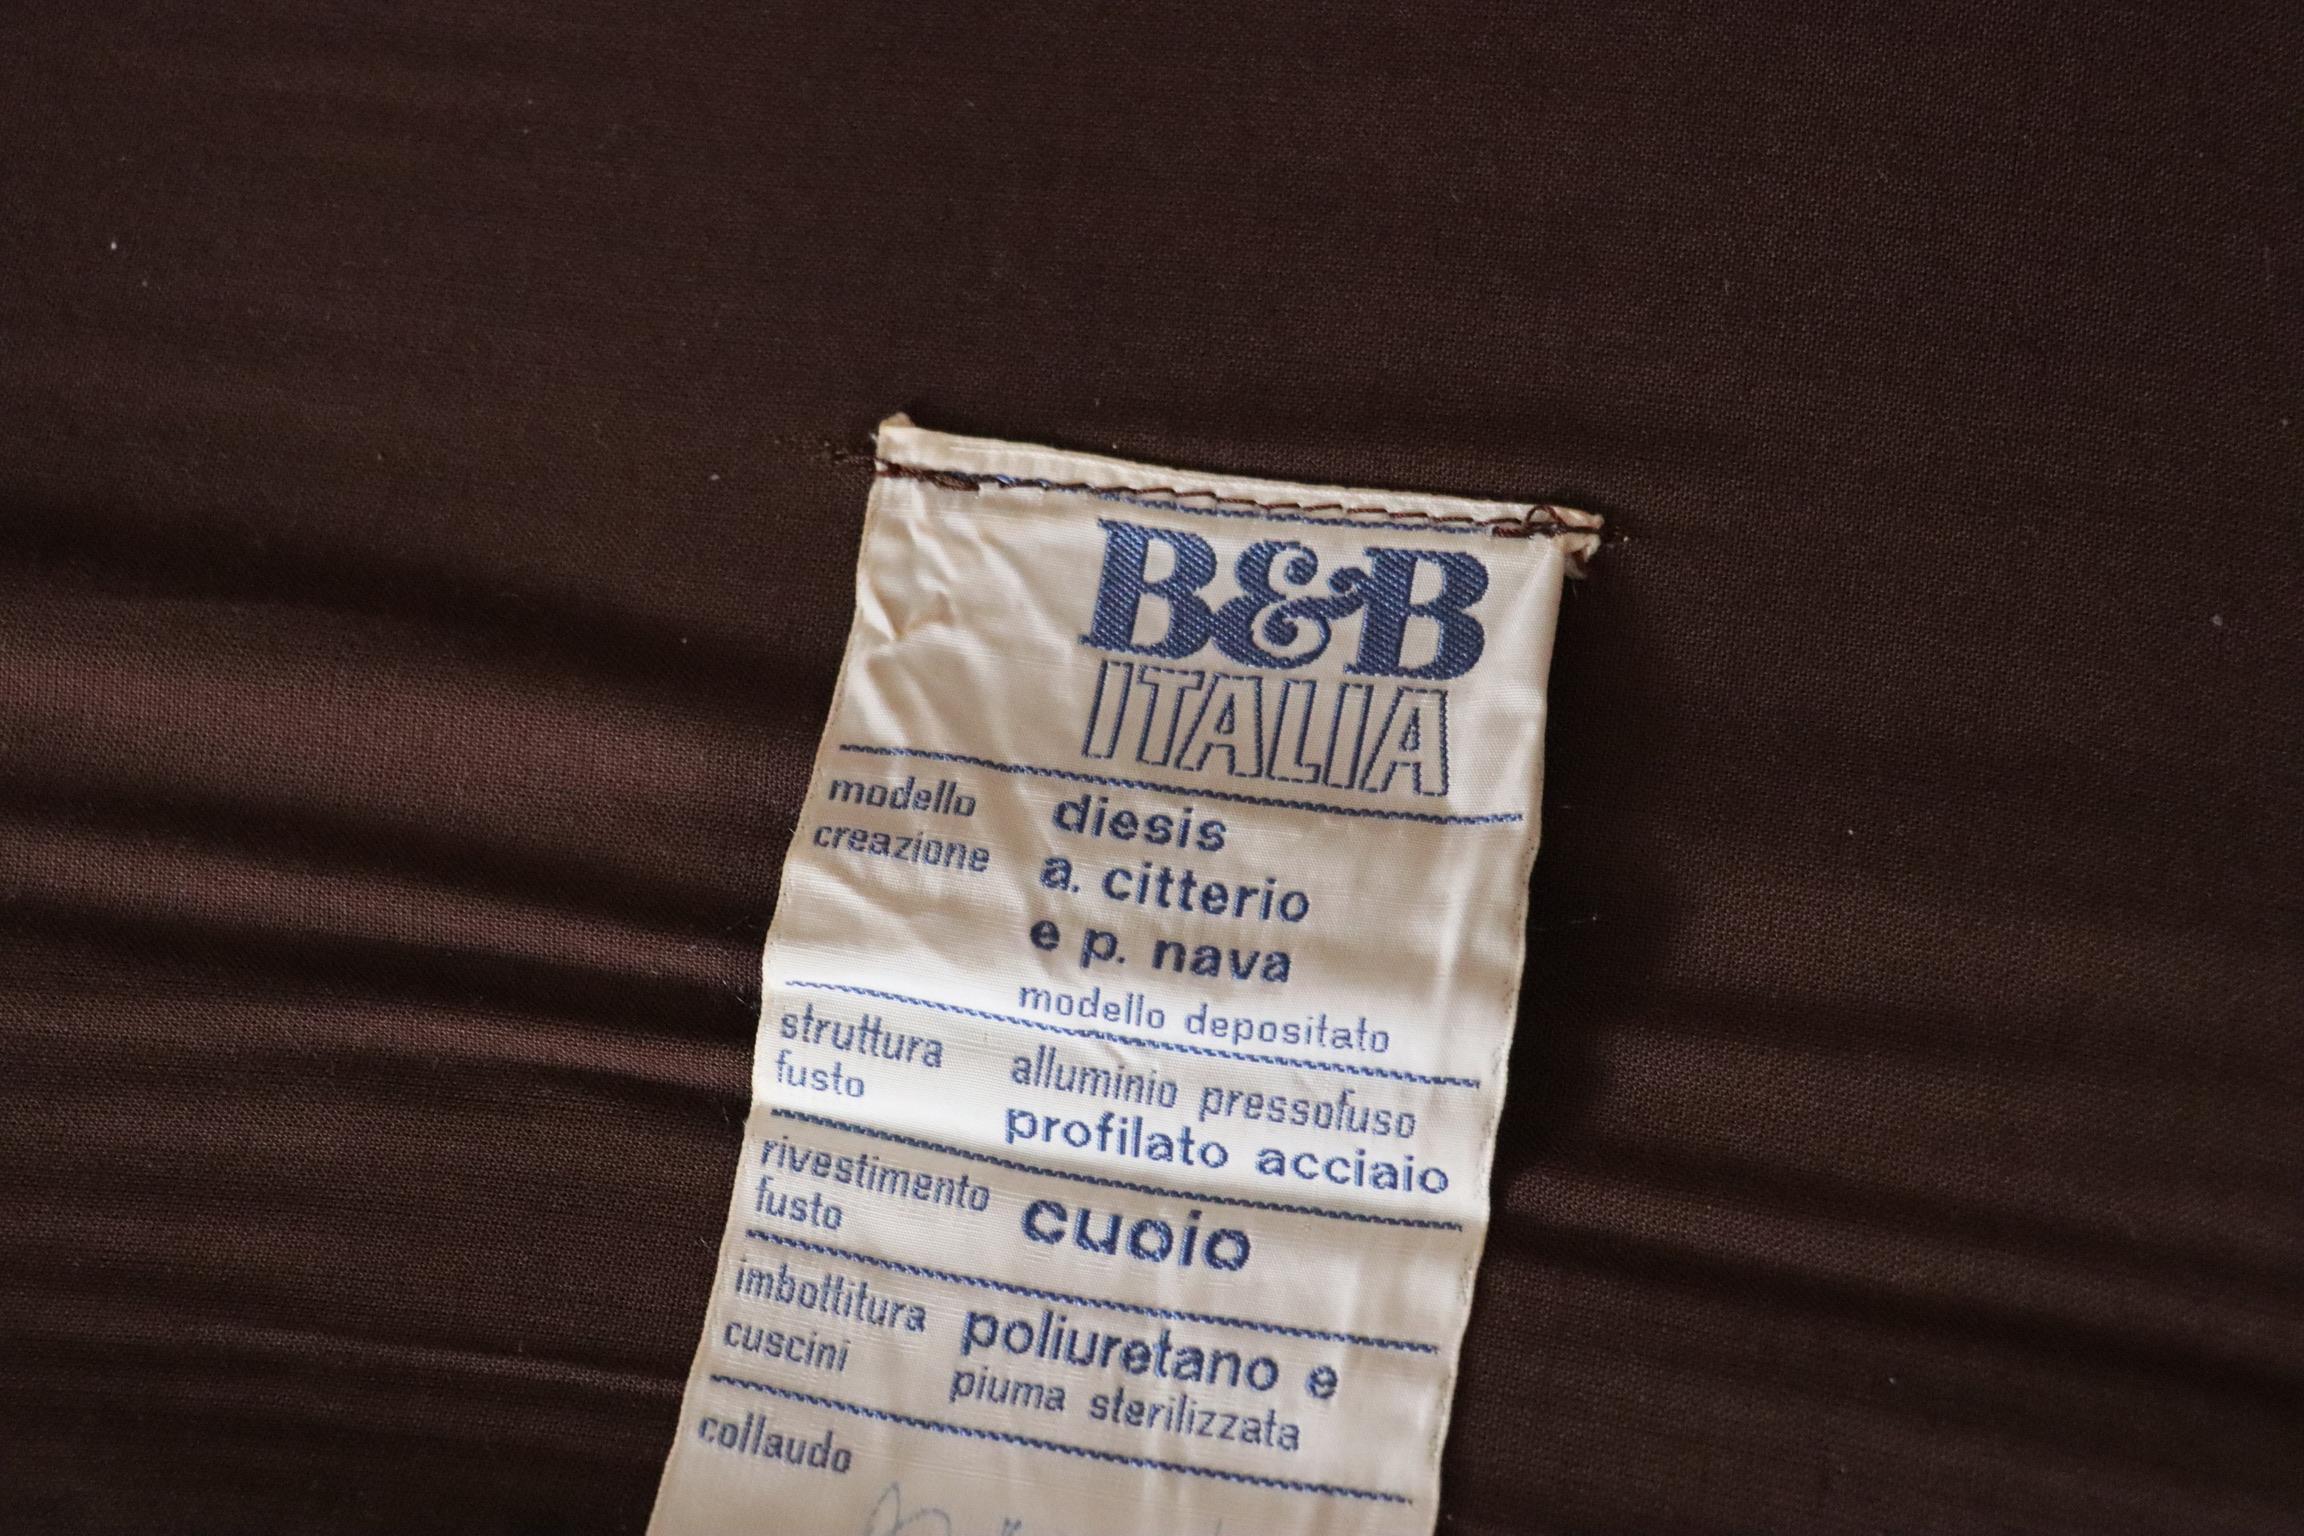 B&B
ITALIA
modello diesis
creazione a. citterio
e p. nava
modello depositato
struttura alluminio pressofuso
fusto profilato acciaio
rivestimento cuoio
fusto
imbottitura poliuretano e
cuscini piuma sterilizzata
collaudo